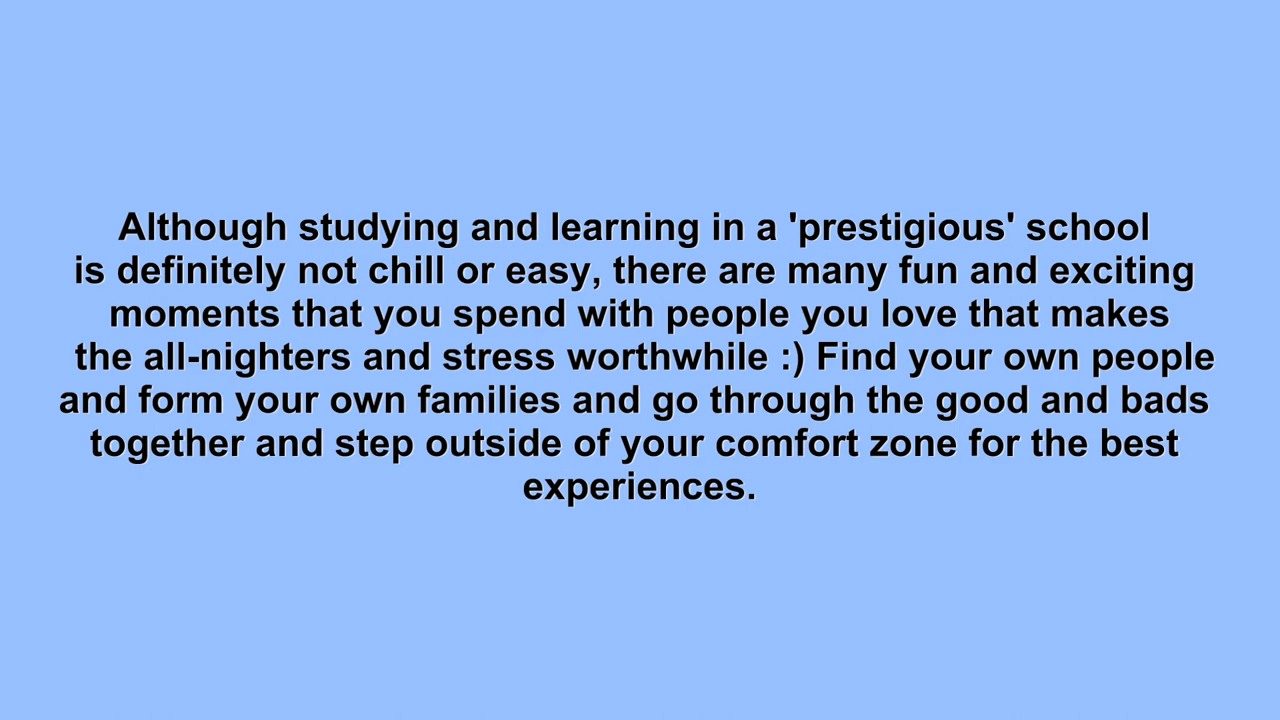 Although studying and learning in a 'prestigious' school
is definitely not chill or easy, there are many fun and exciting
moments that you spend with people you love that makes
the all-nighters and stress worthwhile :) Find your own people
and form your own families and go through the good and bads
together and step outside of your comfort zone for the best
experiences.